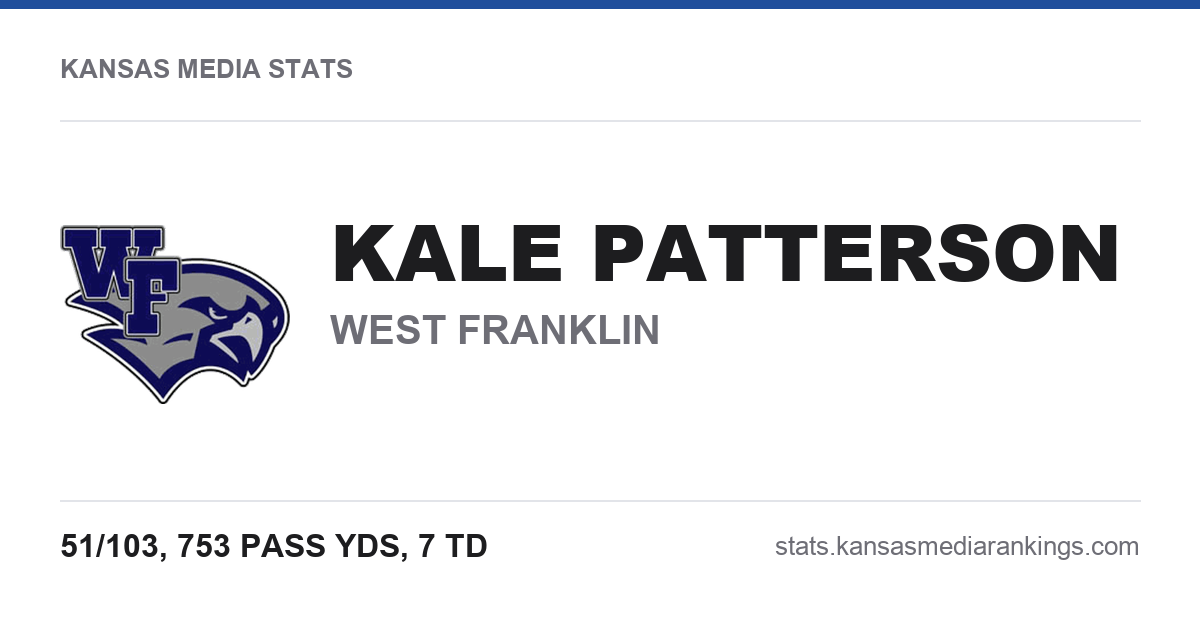 KANSAS MEDIA STATS
WF
KALE PATTERSON
WEST FRANKLIN
51/103, 753 PASS YDS, 7 TD
stats.kansasmediarankings.com